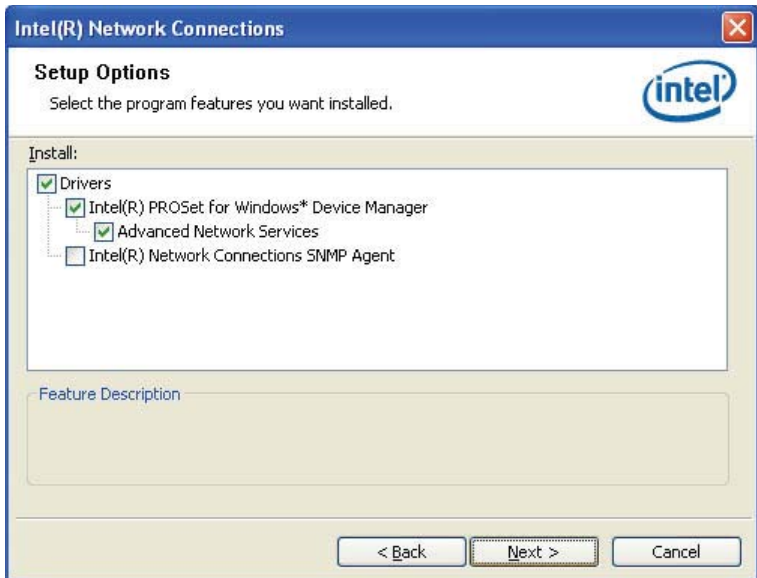 Intel(R) Network Connections
Setup Options
Select the program features you want installed.
intel
Install:
Drivers
Intel(R) PROSet for Windows* Device Manager
Advanced Network Services
Intel(R) Network Connections SNMP Agent
Feature Description
< Back
Next >
Cancel